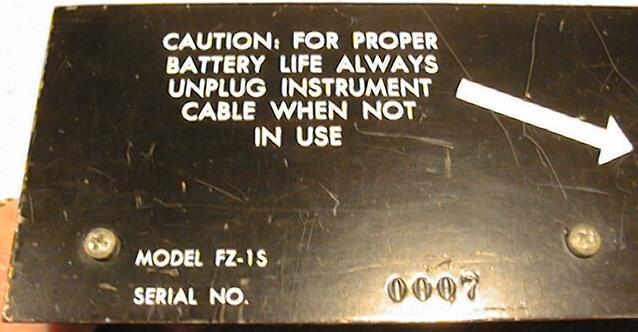 CAUTION: FOR PROPER
BATTERY LIFE ALWAYS
UNPLUG INSTRUMENT
CABLE WHEN NOT
IN USE
MODEL FZ-1S
SERIAL NO. 0007